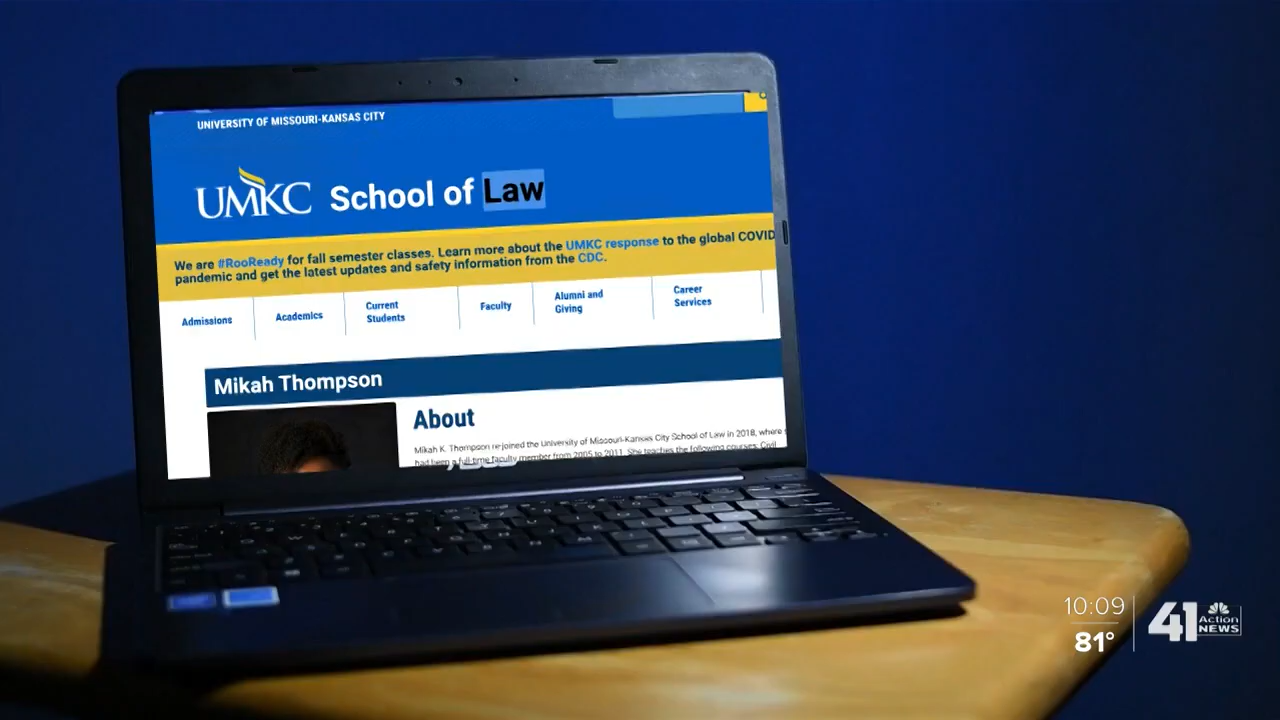 UNIVERSITY OF MISSOURI-KANSAS CITY
UMKC School of Law
We are #RooReady for fall semester classes. Learn more about the UMKC response to the global COVID
pandemic and get the latest updates and safety information from the CDC.
Admissions
Academics
Current
Students
Faculty
Alumni and
Giving
Career
Services
Mikah Thompson
About
Mikah K. Thompson re-joined the University of Missouri-Kansas City School of Law in 2018, where
had been a full-time faculty member from 2005 to 2011. She teaches the following courses: Civil
10:09
81°
41 Action
NEWS